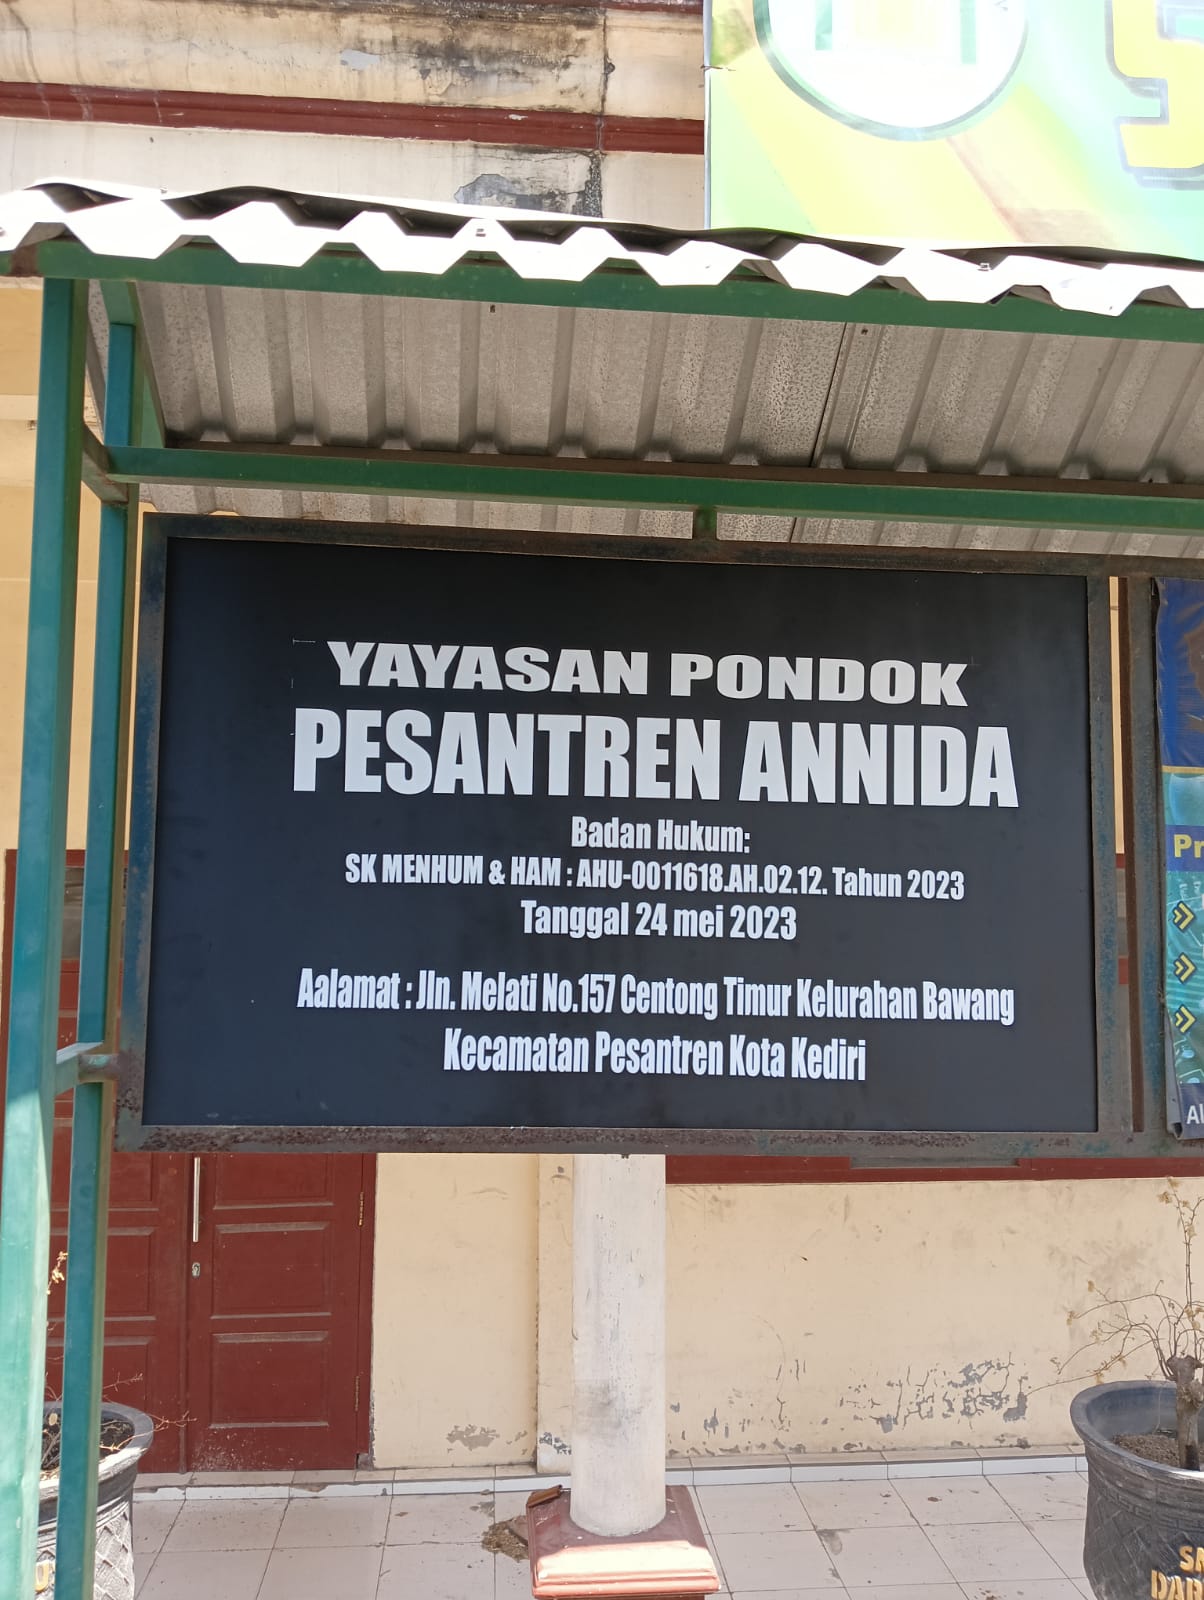 YAYASAN PONDOK
PESANTREN ANNIDA
Badan Hukum:
SK MENHUM & HAM : AHU-0011618.AH.02.12. Tahun 2023
Tanggal 24 mei 2023
Aalamat : Jln. Melati No.157 Centong Timur Kelurahan Bawang
Kecamatan Pesantren Kota Kediri